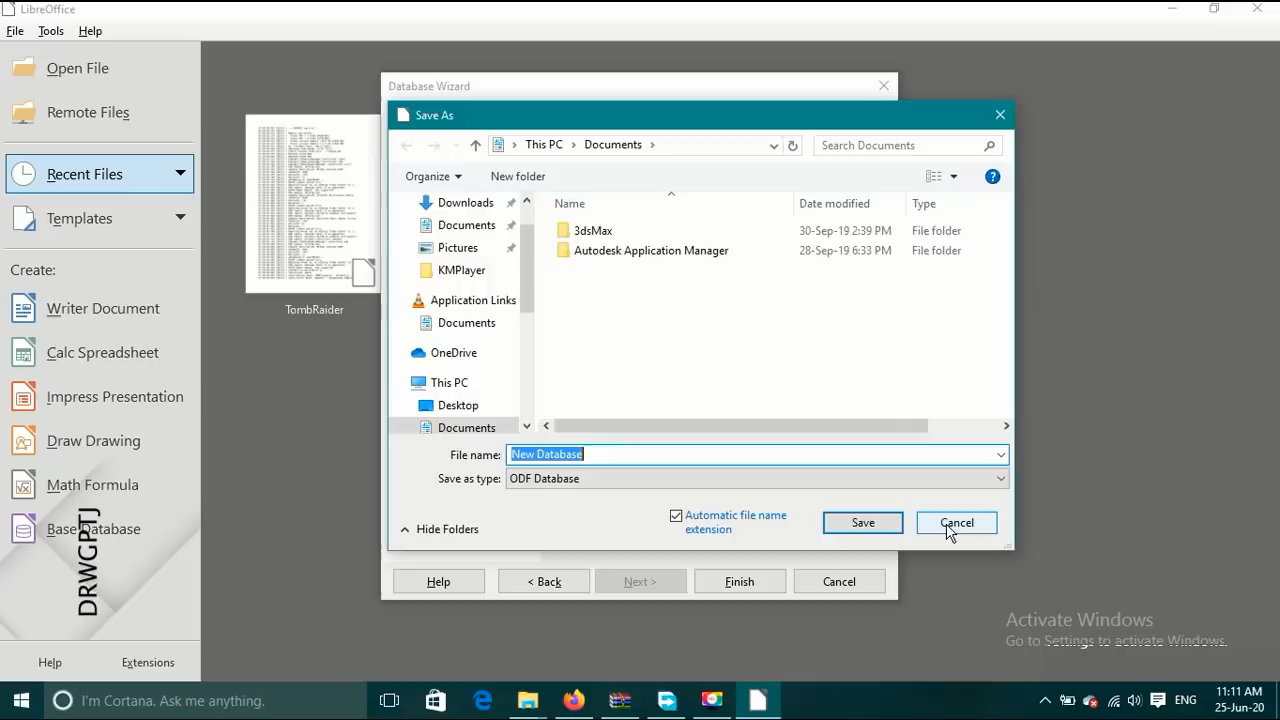 LibreOffice
File Tools Help
Open File
Remote Files
Recent Files
Templates
Create:
Writer Document
Calc Spreadsheet
Impress Presentation
Draw Drawing
Math Formula
Base Database
DRWGPTJ
Help Extensions
TombRaider
Database Wizard
Save As
This PC > Documents >
Search Documents
Organize New folder
Downloads
Documents
Pictures
KMPlayer
Application Links
Documents
OneDrive
This PC
Desktop
Documents
Name Date modified Type
3dsMax 30-Sep-19 2:39 PM File folder
Autodesk Application Manager 28-Sep-19 6:33 PM File folder
File name: New Database
Save as type: ODF Database
Hide Folders
Automatic file name
extension
Save Cancel
Help < Back Next > Finish Cancel
Activate Windows
Go to Settings to activate Windows.
I'm Cortana. Ask me anything.
ENG
11:11 AM
25-Jun-20